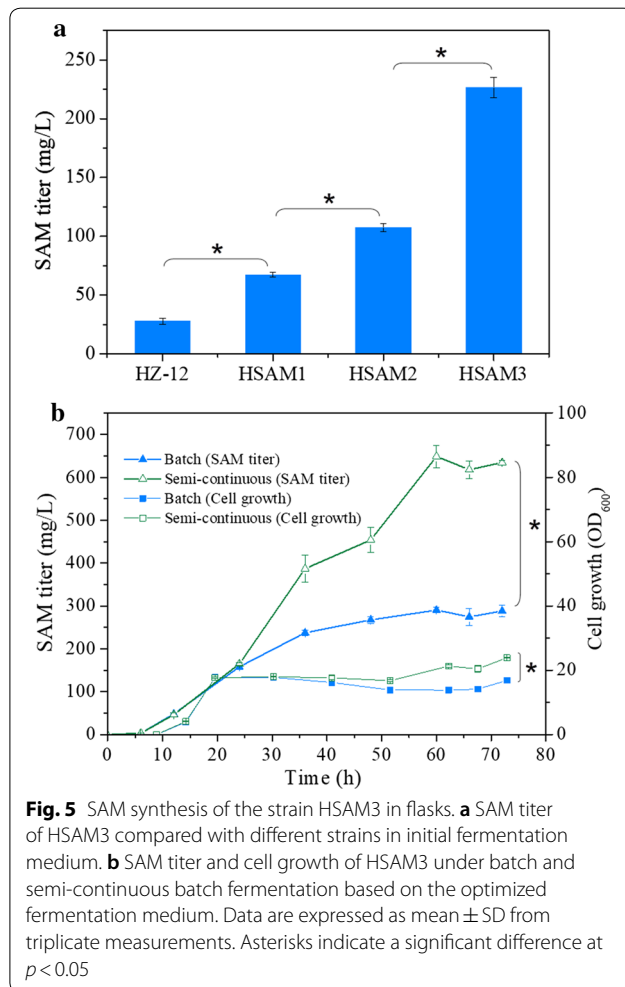 a
*
*
*
250
200
150
100
50
0
SAM titer (mg/L)
HZ-12 HSAM1 HSAM2 HSAM3
b
700
600
500
400
300
200
100
0
SAM titer (mg/L)
Batch (SAM titer)
Semi-continuous (SAM titer)
Batch (Cell growth)
Semi-continuous (Cell growth)
*
*
100
80
60
40
20
0
Cell growth (OD600)
0 10 20 30 40 50 60 70 80
Time (h)
Fig. 5 SAM synthesis of the strain HSAM3 in flasks. a SAM titer
of HSAM3 compared with different strains in initial fermentation
medium. b SAM titer and cell growth of HSAM3 under batch and
semi-continuous batch fermentation based on the optimized
fermentation medium. Data are expressed as mean ± SD from
triplicate measurements. Asterisks indicate a significant difference at
p < 0.05